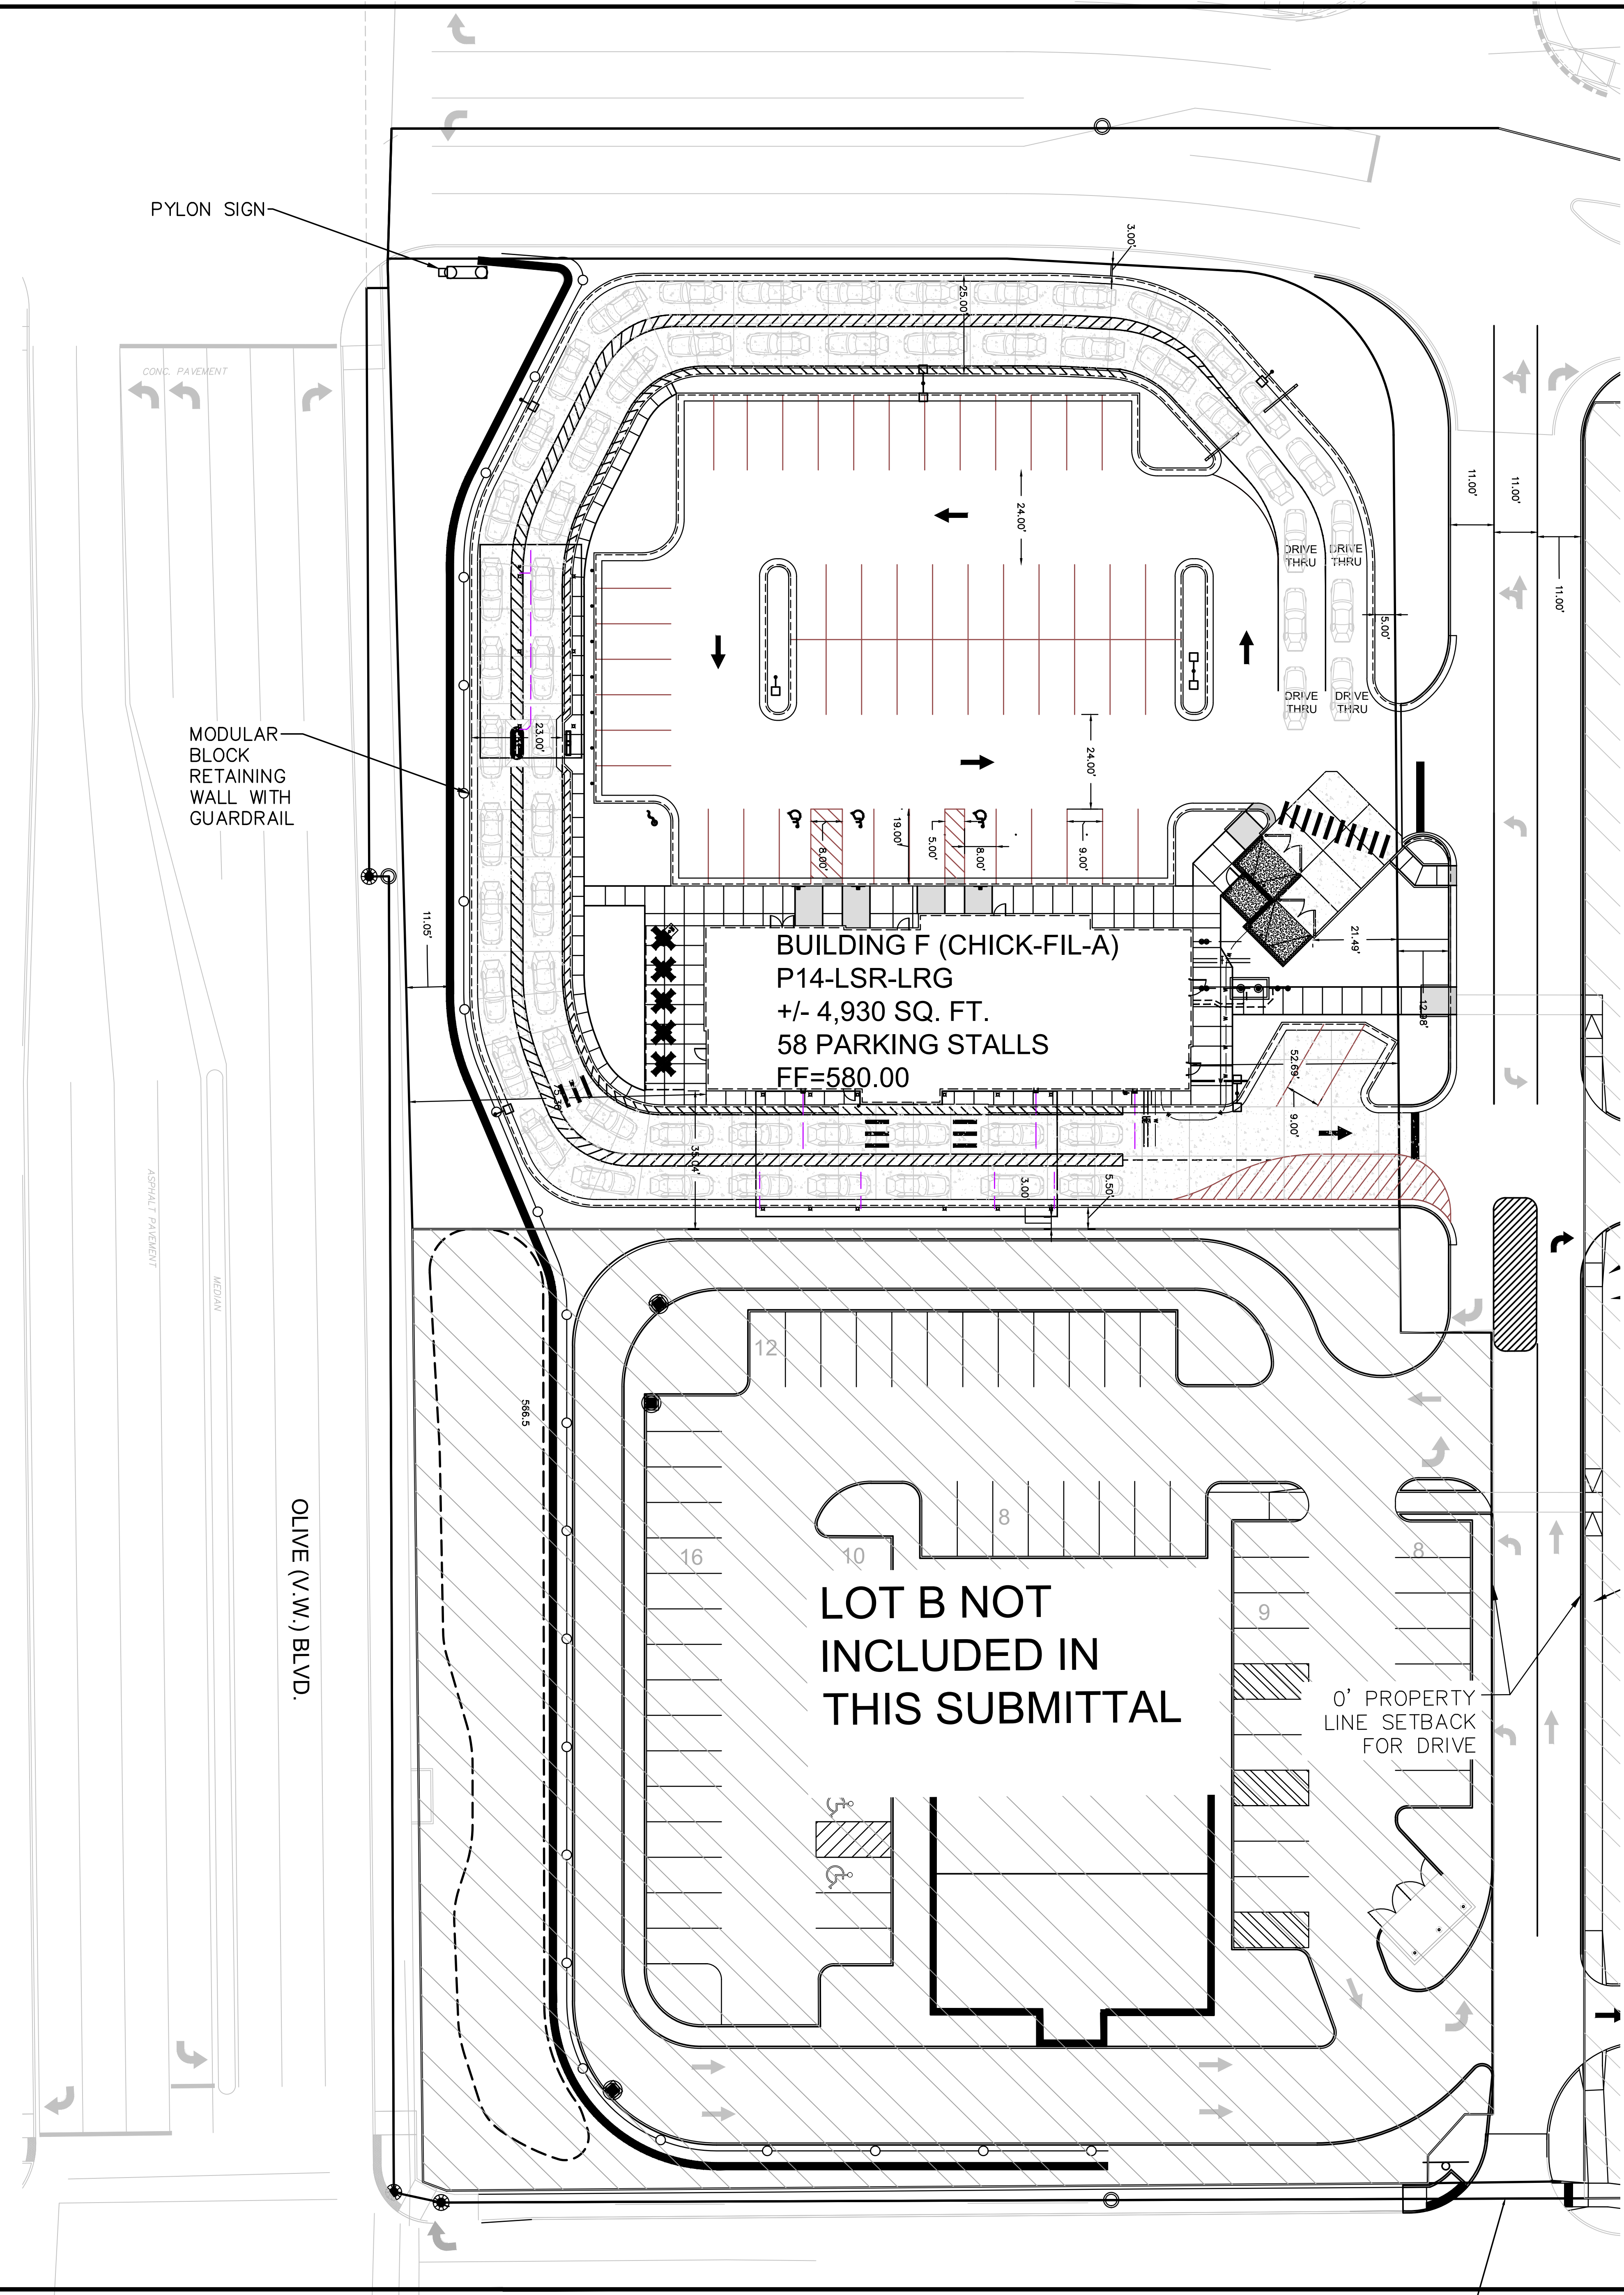 PYLON SIGN
3.00'
25.00'
CONC. PAVEMENT
24.00'
11.00'
11.00'
11.00'
DRIVE
THRU
DRIVE
THRU
5.00'
DRIVE
THRU
DRIVE
THRU
MODULAR
BLOCK
RETAINING
WALL WITH
GUARDRAIL
23.00'
24.00'
8.00'
19.00'
5.00'
8.00'
9.00'
11.05'
21.49'
12.98'
BUILDING F (CHICK-FIL-A)
P14-LSR-LRG
+/- 4,930 SQ. FT.
58 PARKING STALLS
FF=580.00
52.69'
9.00'
35.04'
3.00'
5.50'
ASPHALT PAVEMENT
MEDIAN
12
566.5
OLIVE (V.W.) BLVD.
16
10
8
9
8
LOT B NOT
INCLUDED IN
THIS SUBMITTAL
0' PROPERTY
LINE SETBACK
FOR DRIVE